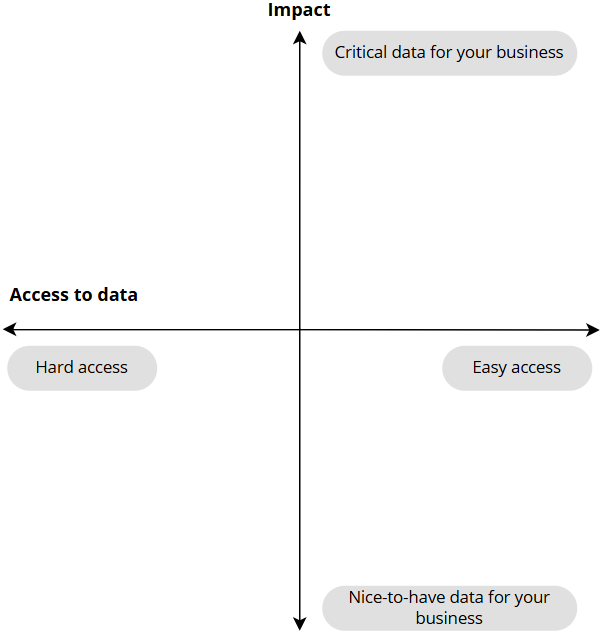 Impact
Critical data for your business
Access to data
Hard access
Easy access
Nice-to-have data for your
business